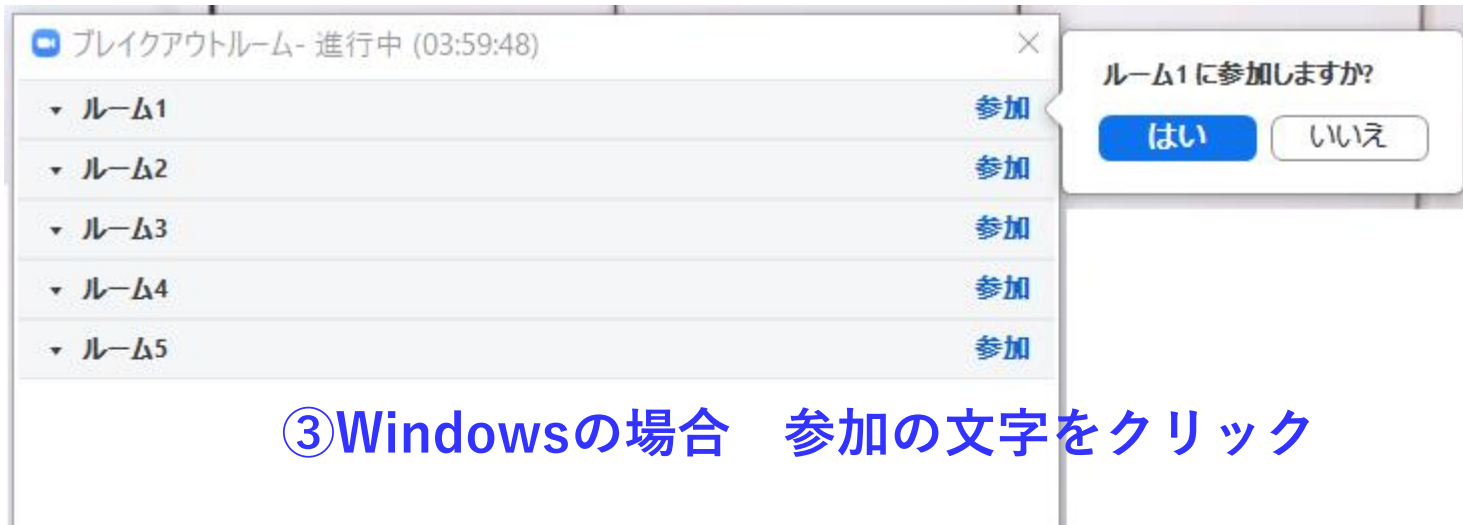 ブレイクアウトルーム- 進行中 (03:59:48)
ルーム1 参加
ルーム1 に参加しますか?
はい いいえ
ルーム2 参加
ルーム3 参加
ルーム4 参加
ルーム5 参加
③Windowsの場合　参加の文字をクリック